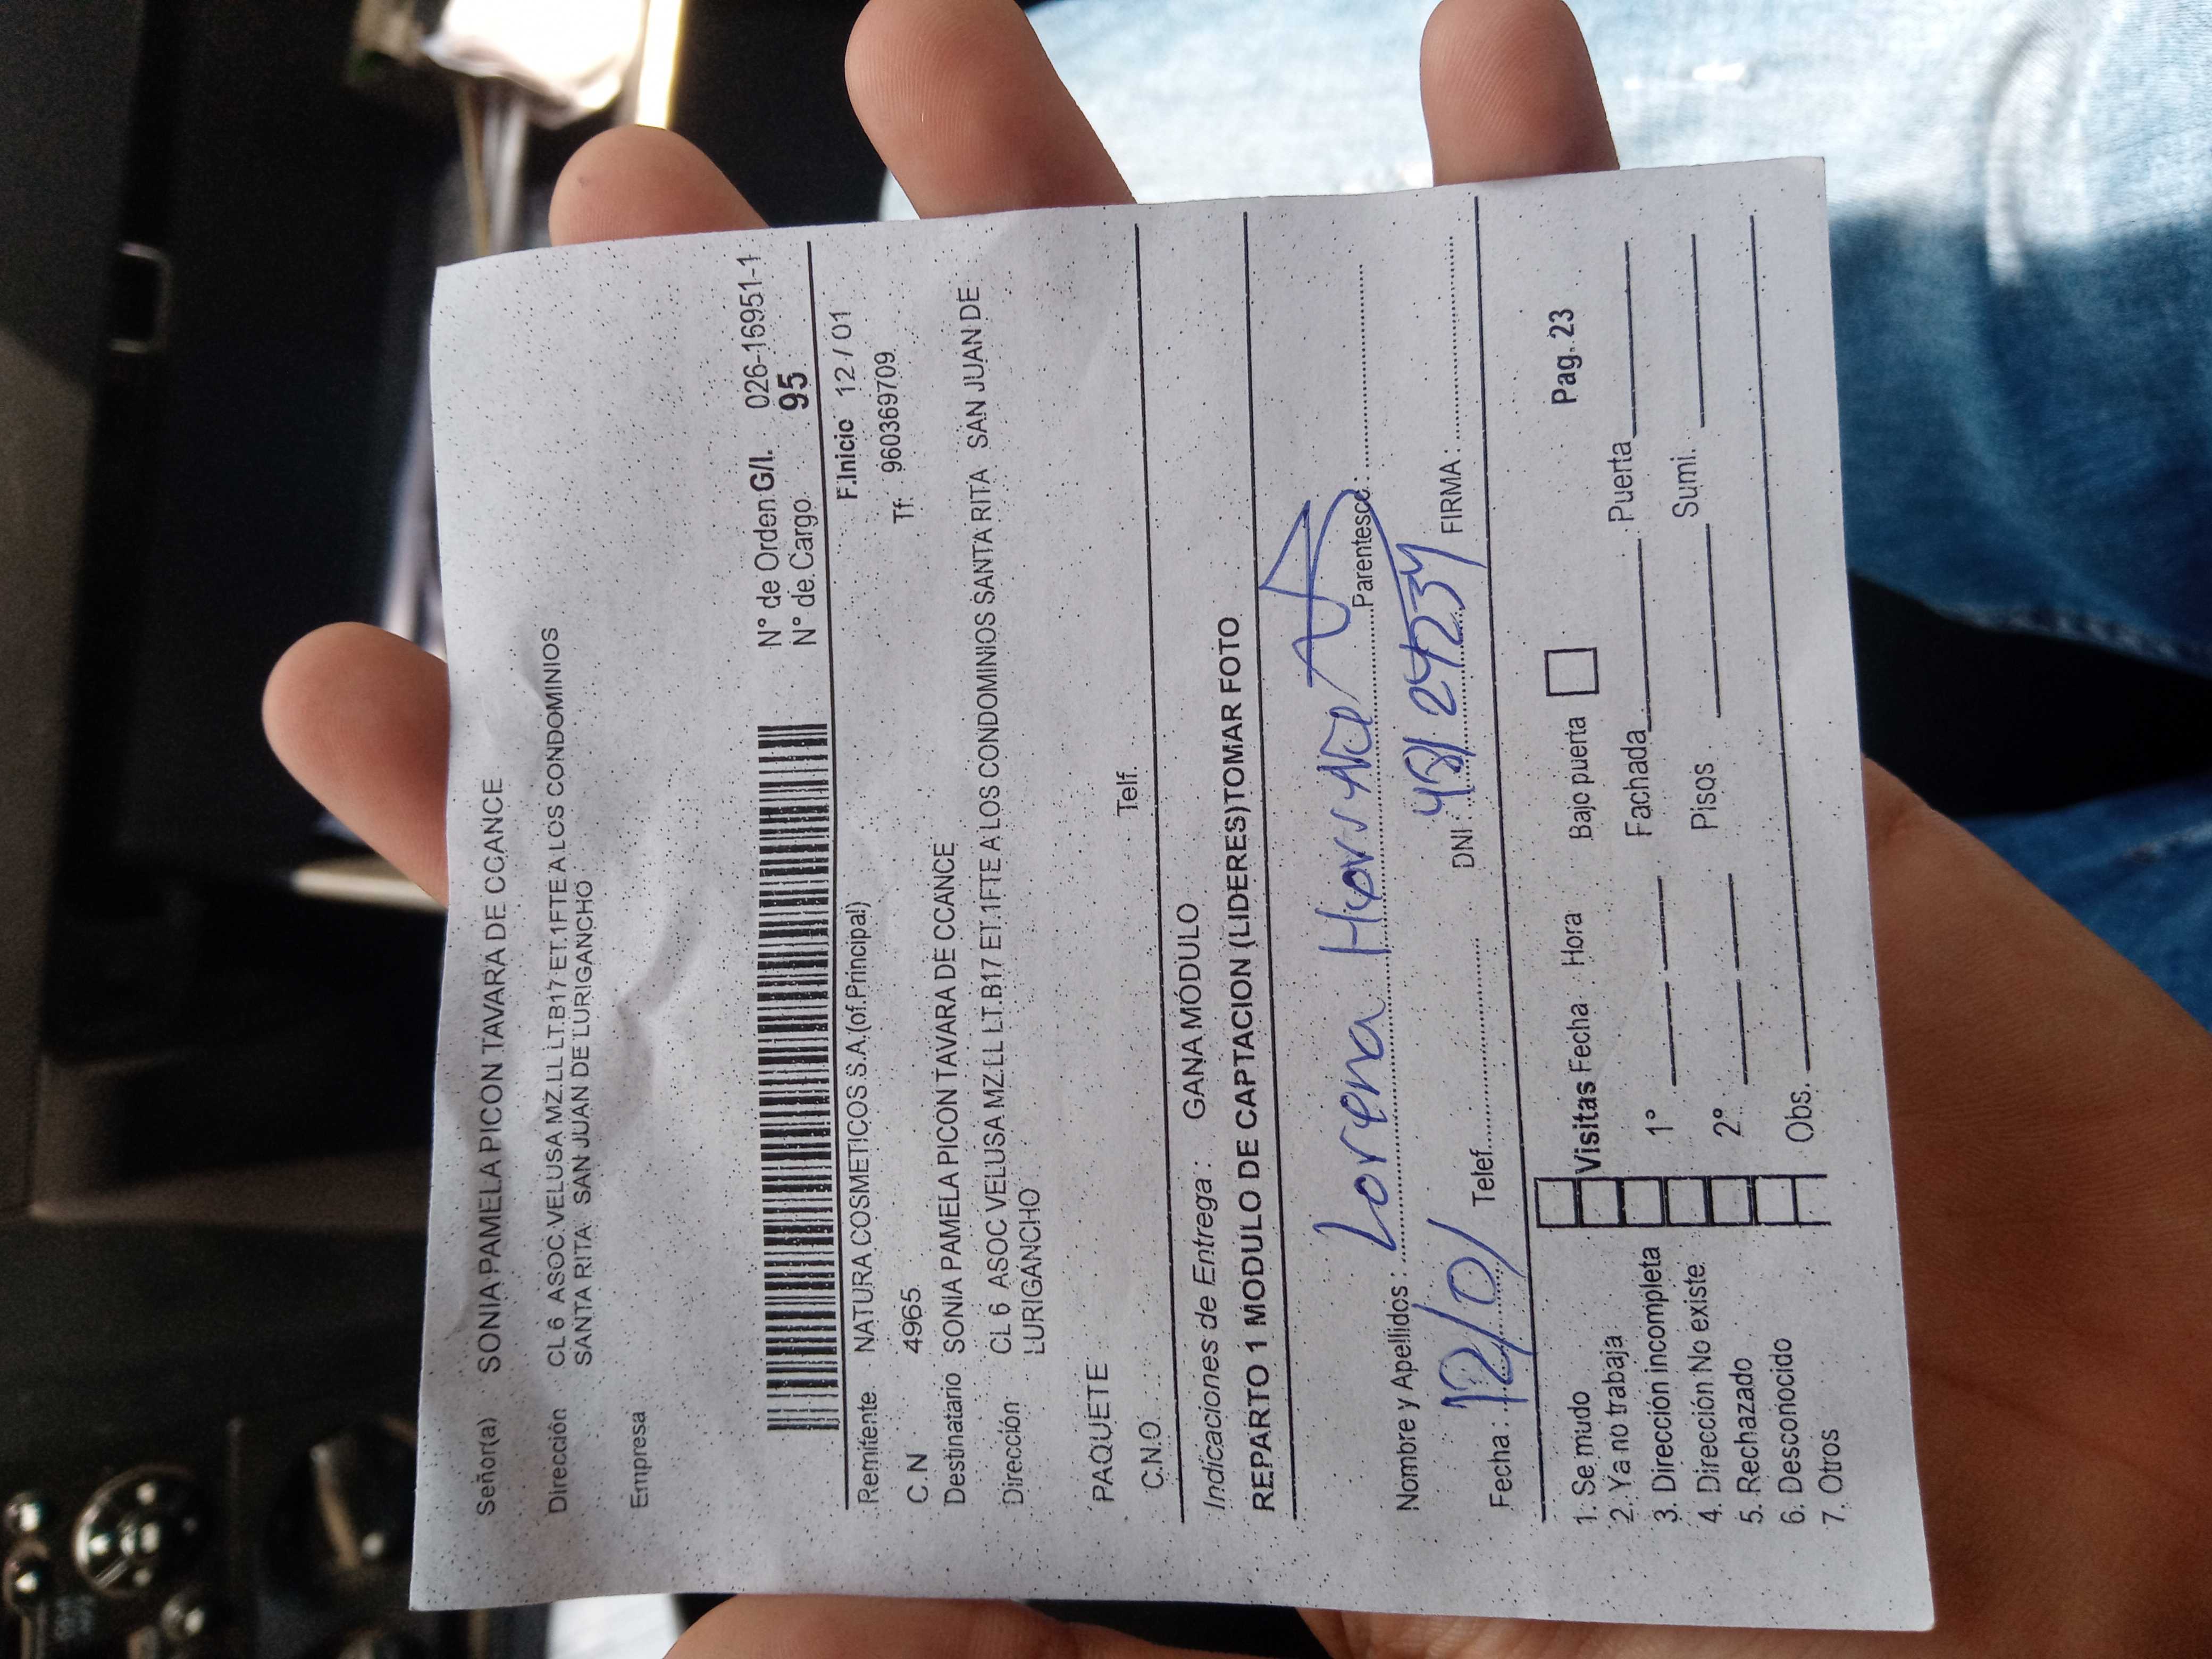 Señor(a) SONIA PAMELA PICON TAVARA DE CCANCE
Dirección CL 6 ASOC VELUSA MZ.LL LT.B17 ET.1FTE A LOS CONDOMINIOS
SANTA RITA SAN JUAN DE LURIGANCHO
Empresa
N° de Orden G/I. 026-16951-1
N° de Cargo 95
Remitente NATURA COSMETICOS S.A.(of.Principal) F.Inicio 12 / 01
C.N 4965 Tf. 960369709
Destinatario SONIA PAMELA PICON TAVARA DE CCANCE
Dirección CL 6 ASOC VELUSA MZ.LL LT.B17 ET.1FTE A LOS CONDOMINIOS SANTA RITA SAN JUAN DE
LURIGANCHO
PAQUETE
C.N.O Telf.
Indicaciones de Entrega : GANA MODULO
REPARTO 1 MODULO DE CAPTACION (LIDERES)TOMAR FOTO
Nombre y Apellidos : Lorena Parentesco :
Fecha : 12/01 Telef. DNI : FIRMA :
1. Se mudo Visitas Fecha Hora Bajo puerta Pag. 23
2. Ya no trabaja
3. Dirección incompleta 1° Fachada Puerta
4. Dirección No existe
5. Rechazado 2° Pisos Sumi.
6. Desconocido
7. Otros Obs.